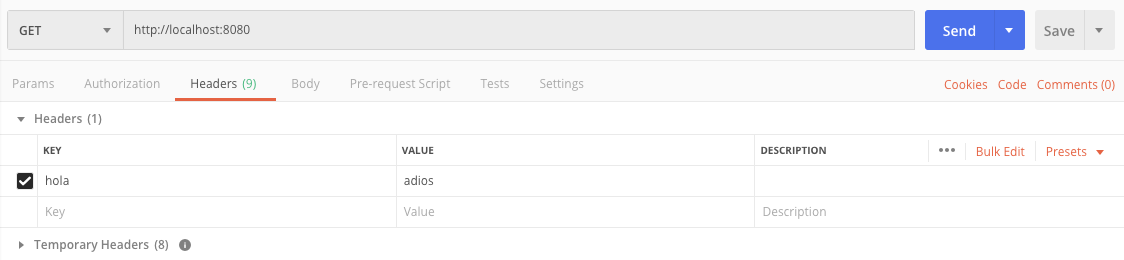 GET http://localhost:8080 Send Save
Params Authorization Headers (9) Body Pre-request Script Tests Settings Cookies Code Comments (0)
Headers (1)
KEY VALUE DESCRIPTION ••• Bulk Edit Presets
hola adios
Key Value Description
Temporary Headers (8) i